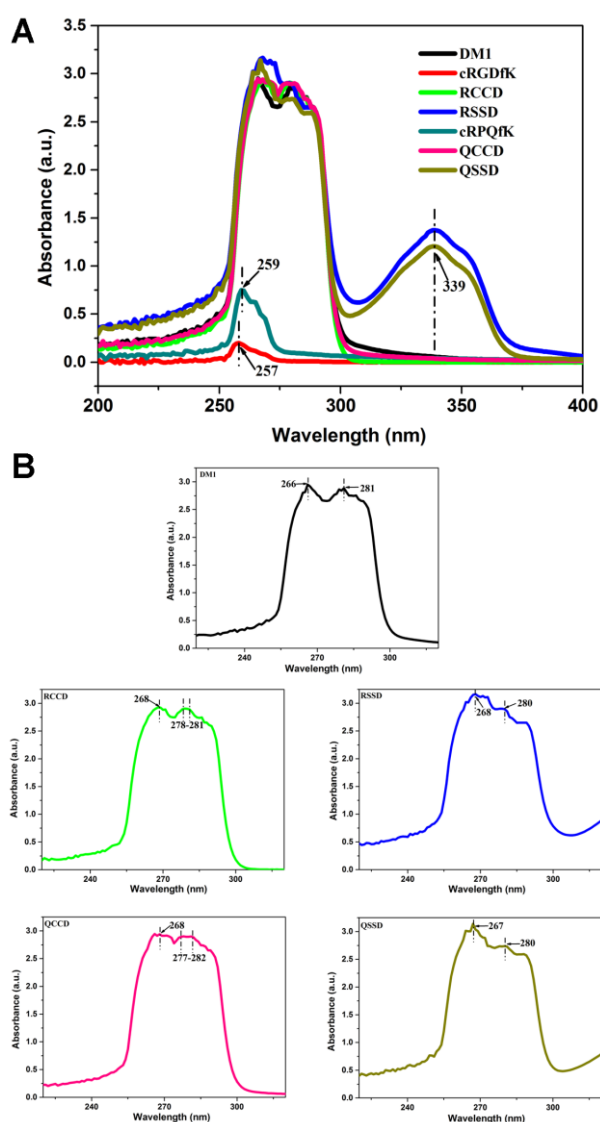 A
Absorbance (a.u.)
3.5
3.0
2.5
2.0
1.5
1.0
0.5
0.0
DM1
cRGDfK
RCCD
RSSD
cRPQfK
QCCD
QSSD
259
257
339
200
250
300
350
400
Wavelength (nm)
B
DM1
Absorbance (a.u.)
3.0
2.5
2.0
1.5
1.0
0.5
0.0
266
281
240
270
300
Wavelength (nm)
RCCD
Absorbance (a.u.)
3.0
2.5
2.0
1.5
1.0
0.5
0.0
268
278-281
240
270
300
Wavelength (nm)
RSSD
Absorbance (a.u.)
3.0
2.5
2.0
1.5
1.0
0.5
0.0
268
280
240
270
300
Wavelength (nm)
QCCD
Absorbance (a.u.)
3.0
2.5
2.0
1.5
1.0
0.5
0.0
268
277-282
240
270
300
Wavelength (nm)
QSSD
Absorbance (a.u.)
3.0
2.5
2.0
1.5
1.0
0.5
0.0
267
280
240
270
300
Wavelength (nm)